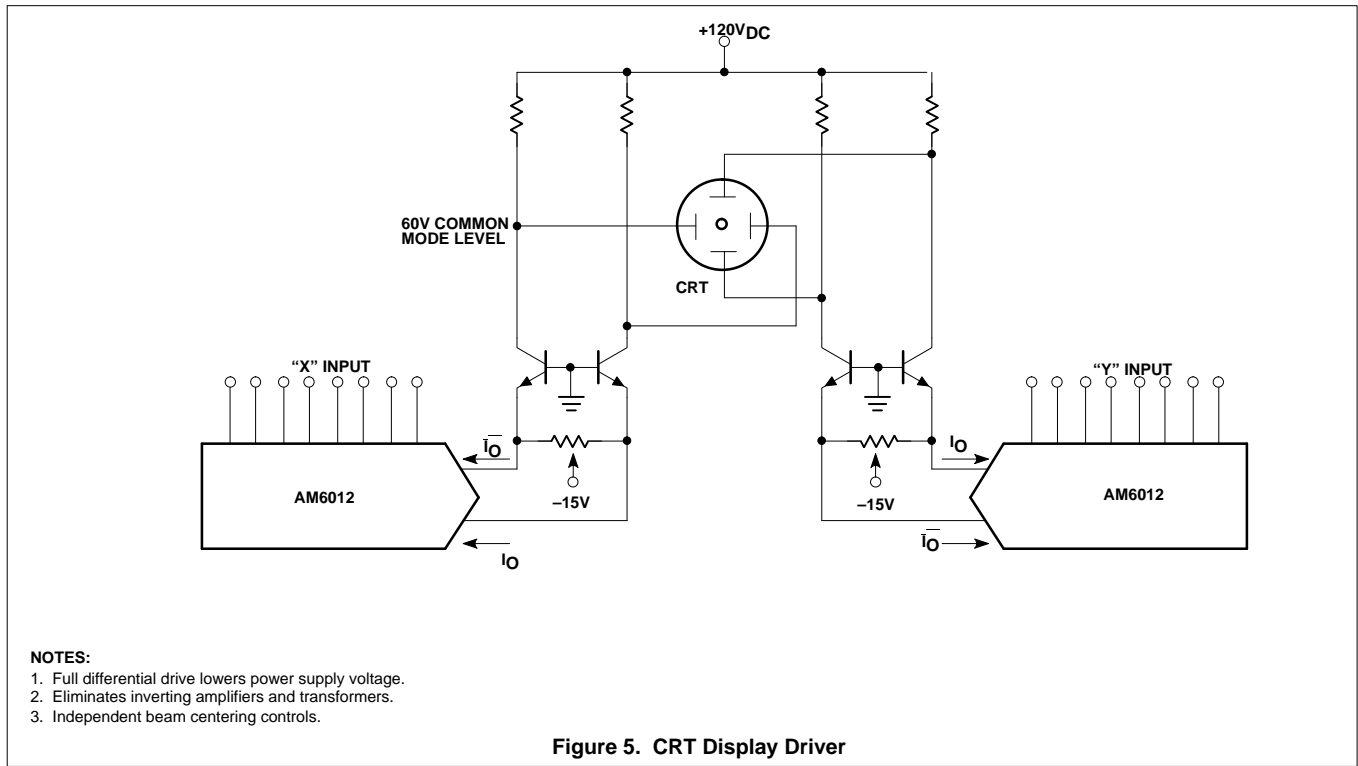 +120VDC
60V COMMON
MODE LEVEL
CRT
“X” INPUT
“Y” INPUT
IO
IO
AM6012
–15V
–15V
AM6012
IO
IO
NOTES:
1. Full differential drive lowers power supply voltage.
2. Eliminates inverting amplifiers and transformers.
3. Independent beam centering controls.
Figure 5. CRT Display Driver